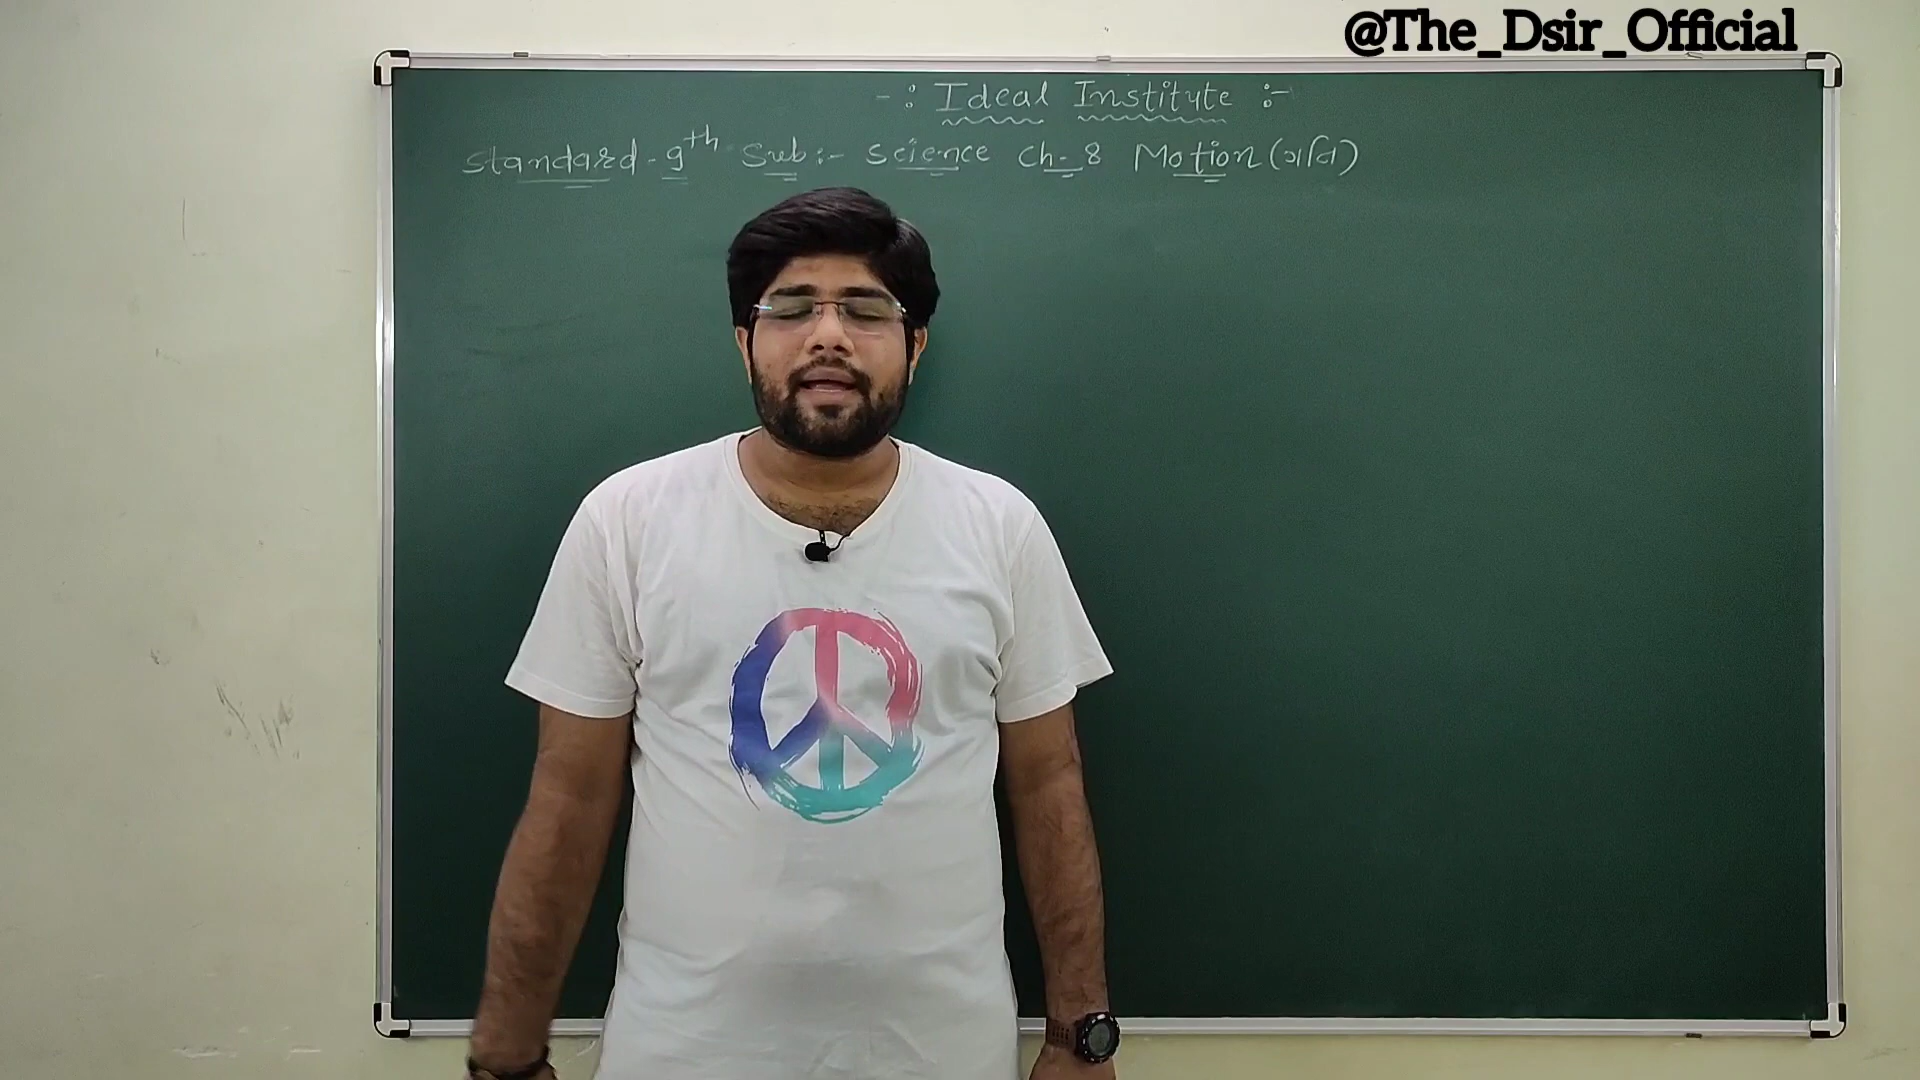 @The_Dsir_Official
-: Ideal Institute :-
Standard-9th Sub:- Science Ch-8 Motion (ગતિ)